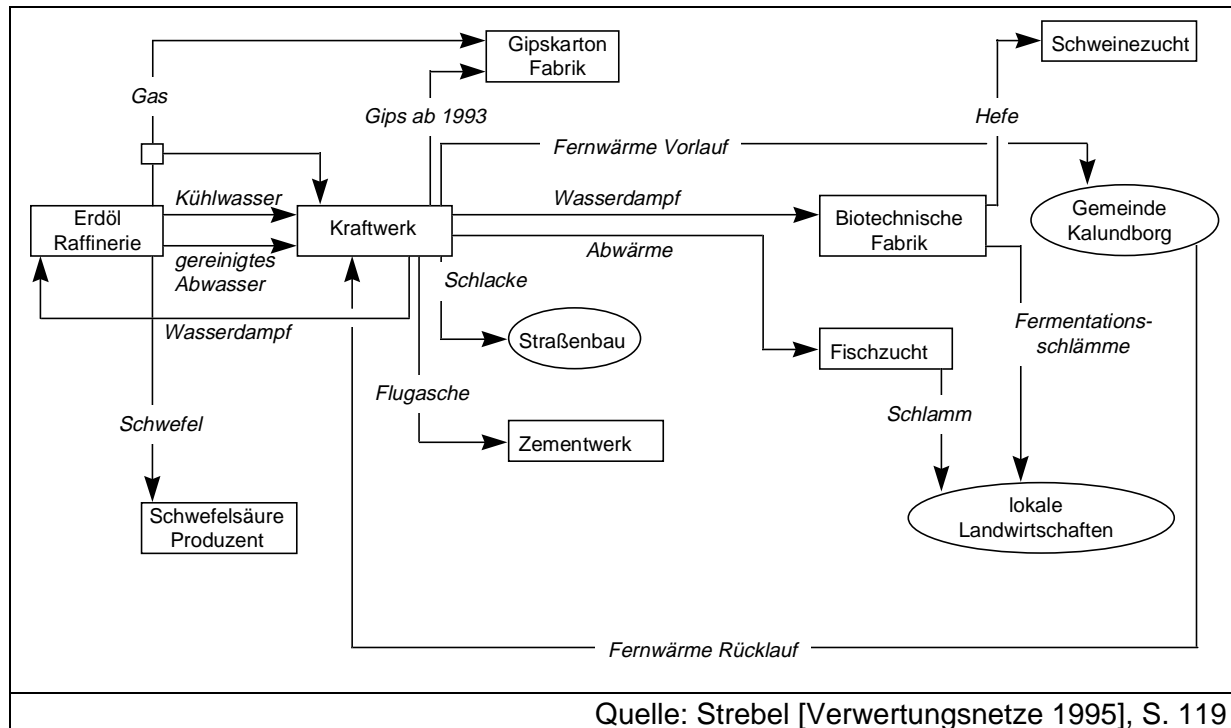 Gipskarton
Fabrik
Schweinezucht
Gas
Gips ab 1993
Hefe
Fernwärme Vorlauf
Kühlwasser
Wasserdampf
Erdöl
Raffinerie
Kraftwerk
Biotechnische
Fabrik
Gemeinde
Kalundborg
gereinigtes
Abwasser
Abwärme
Schlacke
Wasserdampf
Straßenbau
Fischzucht
Fermentations-
schlämme
Flugasche
Schlamm
Schwefel
Zementwerk
Schwefelsäure
Produzent
lokale
Landwirtschaften
Fernwärme Rücklauf
Quelle: Strebel [Verwertungsnetze 1995], S. 119